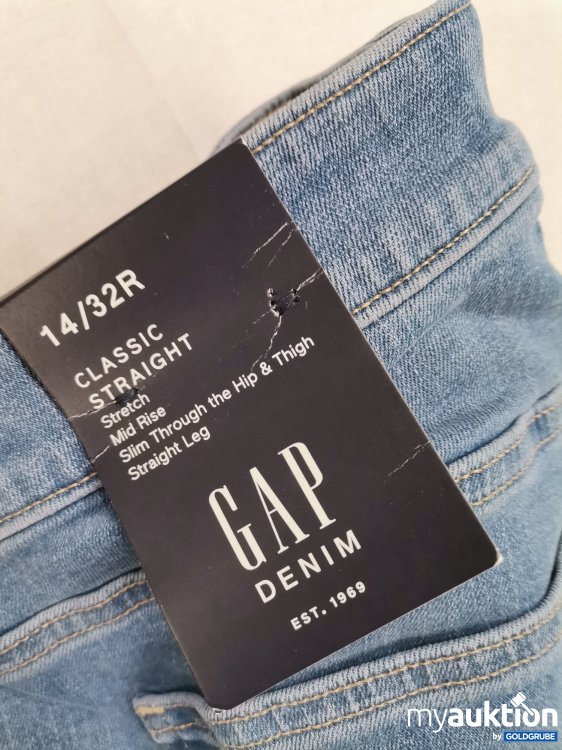 14/32R
CLASSIC
STRAIGHT
Stretch
Mid Rise
Slim Through the Hip & Thigh
Straight Leg
GAP
DENIM
EST. 1969
myauktion
by GOLDGRUBE